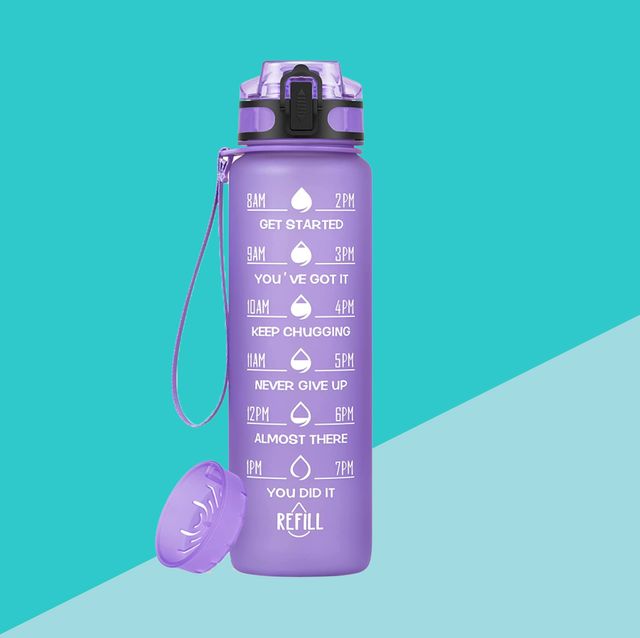 8AM 2PM
GET STARTED
9AM 3PM
YOU'VE GOT IT
10AM 4PM
KEEP CHUGGING
11AM 5PM
NEVER GIVE UP
12PM 6PM
ALMOST THERE
1PM 7PM
YOU DID IT
REFILL